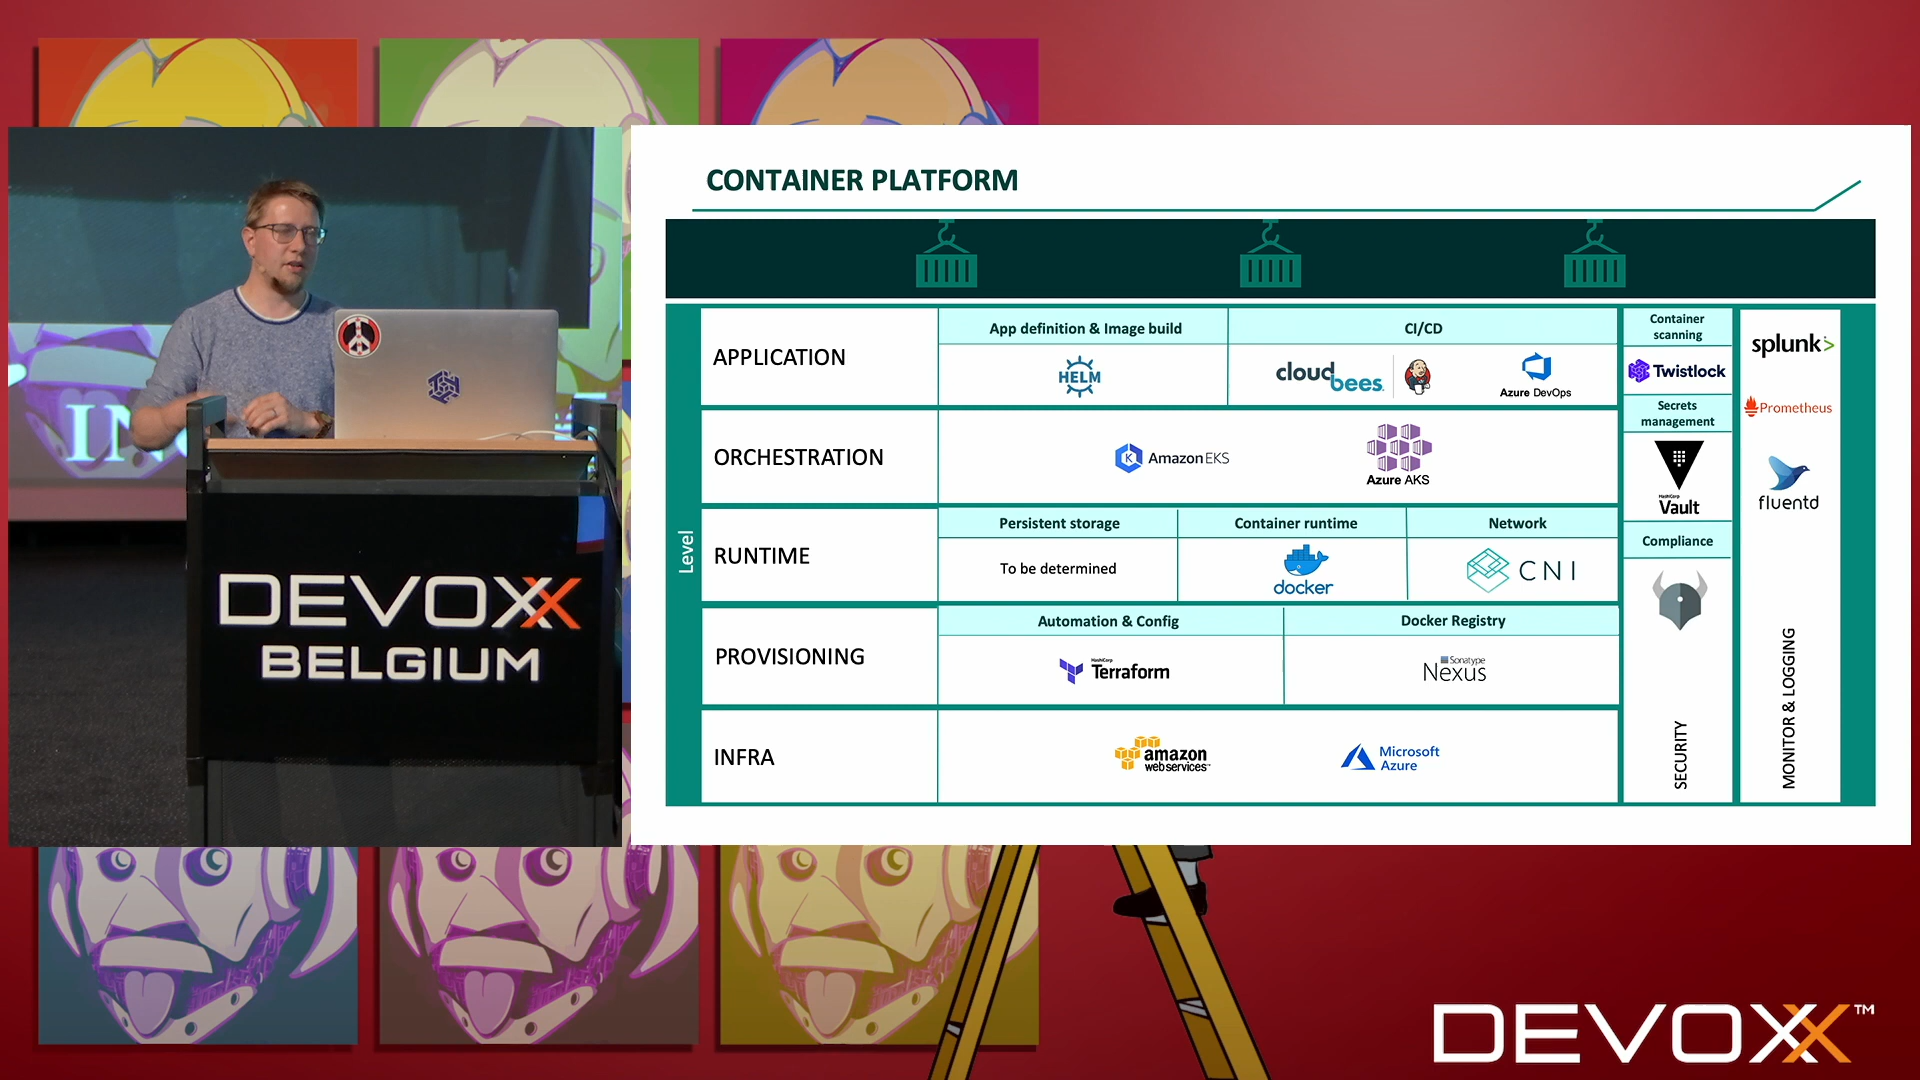 CONTAINER PLATFORM
Level
APPLICATION
App definition & Image build
HELM
CI/CD
cloudbees.
Azure DevOps
ORCHESTRATION
Amazon EKS
Azure AKS
RUNTIME
Persistent storage
To be determined
Container runtime
docker
Network
CNI
PROVISIONING
Automation & Config
HashiCorp
Terraform
Docker Registry
Sonatype
Nexus
INFRA
amazon
webservices™
Microsoft
Azure
Container
scanning
Twistlock
Secrets
management
HashiCorp
Vault
Compliance
SECURITY
splunk>
Prometheus
fluentd
MONITOR & LOGGING
IN
DEVOXX
BELGIUM
DEVOXX™